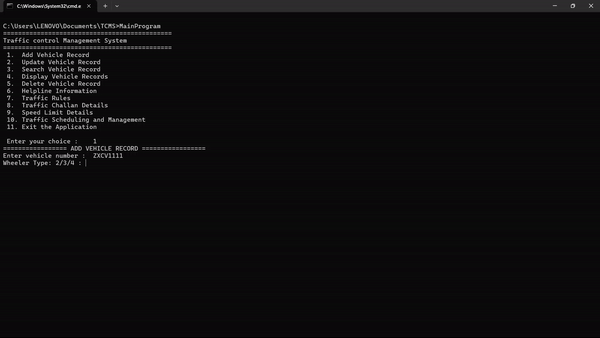 C:\Windows\System32\cmd.e
C:\Users\LENOVO\Documents\TCMS>MainProgram
=============================================
Traffic control Management System
=============================================
1. Add Vehicle Record
2. Update Vehicle Record
3. Search Vehicle Record
4. Display Vehicle Records
5. Delete Vehicle Record
6. Helpline Information
7. Traffic Rules
8. Traffic Challan Details
9. Speed Limit Details
10. Traffic Scheduling and Management
11. Exit the Application
Enter your choice : 1
================= ADD VEHICLE RECORD =================
Enter vehicle number : ZXCV1111
Wheeler Type: 2/3/4 :